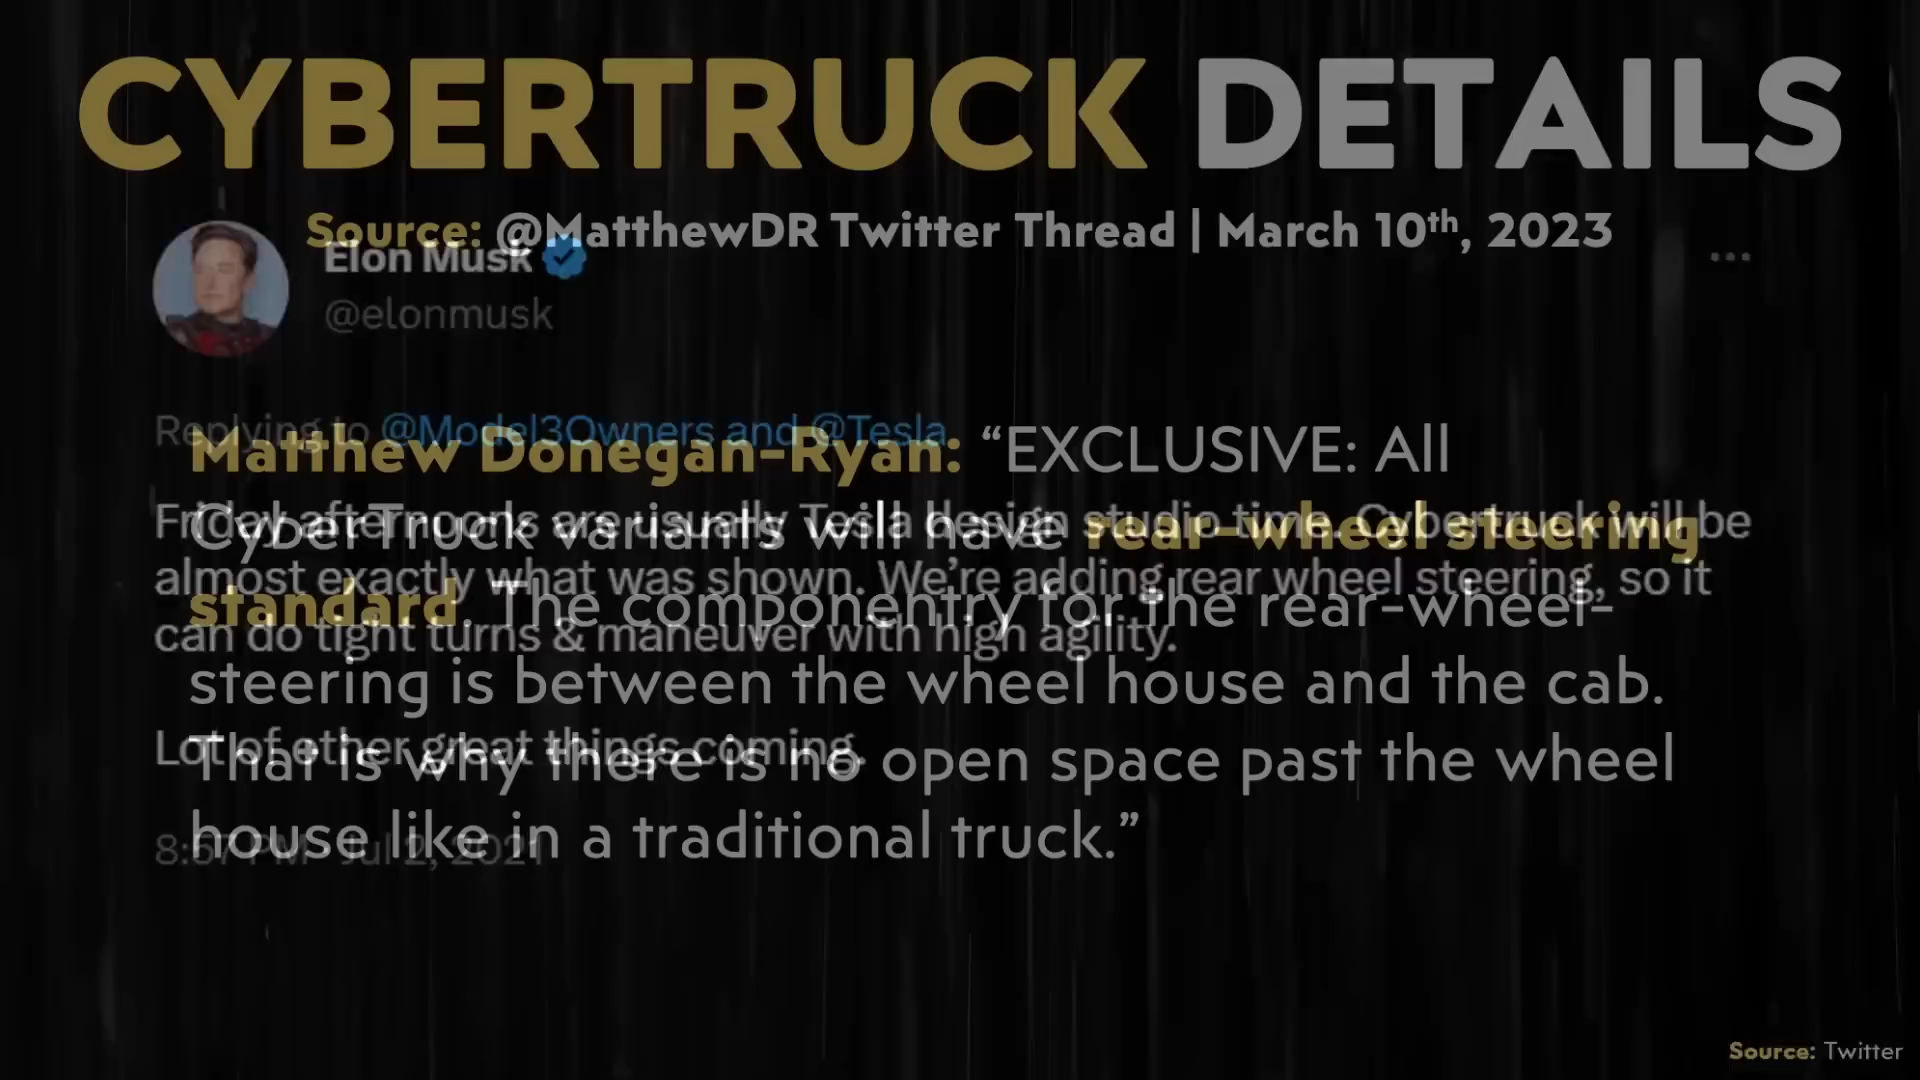 CYBERTRUCK DETAILS
Source: @MatthewDR Twitter Thread | March 10th, 2023
Elon Musk
@elonmusk
Replying to @Model3Owners and @Tesla
Matthew Donegan-Ryan: “EXCLUSIVE: All
Friday afternoons are usually Tesla design studio time. Cybertruck will be
CyberTruck variants will have rear-wheel steering
almost exactly what was shown. We’re adding rear wheel steering, so it
standard. The componentry for the rear-wheel-
can do tight turns & maneuver with high agility.
steering is between the wheel house and the cab.
Lot of other great things coming.
That is why there is no open space past the wheel
house like in a traditional truck.”
8:57 PM · Jul 2, 2021
Source: Twitter